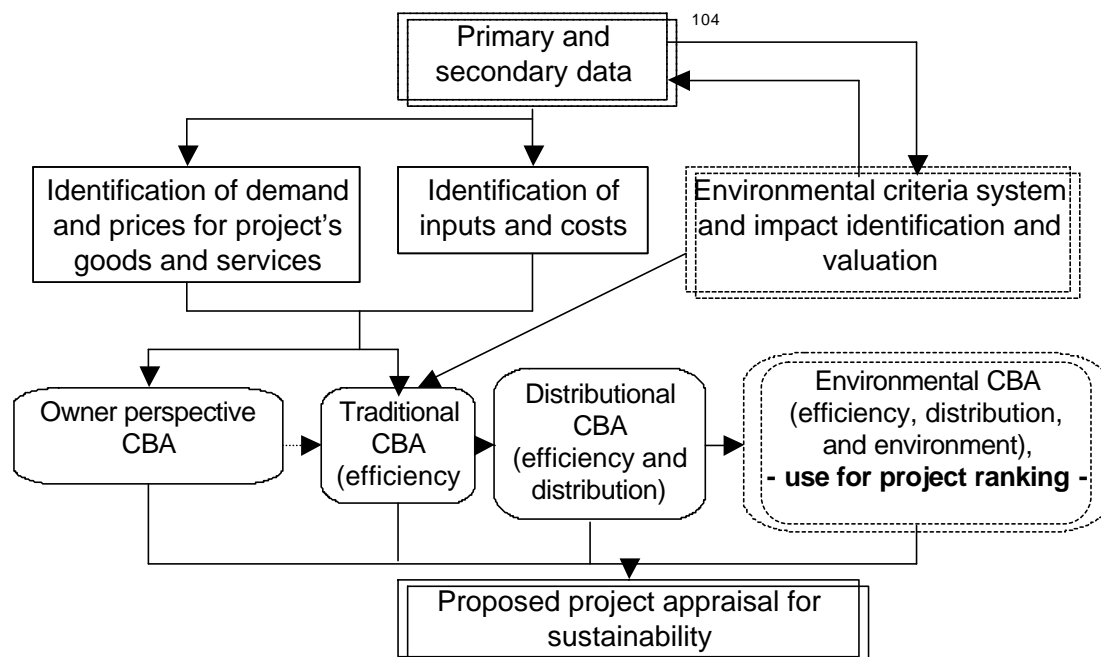 104
Primary and
secondary data
Identification of demand
and prices for project's
goods and services
Identification of
inputs and costs
Environmental criteria system
and impact identification and
valuation
Owner perspective
CBA
Traditional
CBA
(efficiency
Distributional
CBA
(efficiency and
distribution)
Environmental CBA
(efficiency, distribution,
and environment),
- use for project ranking -
Proposed project appraisal for
sustainability